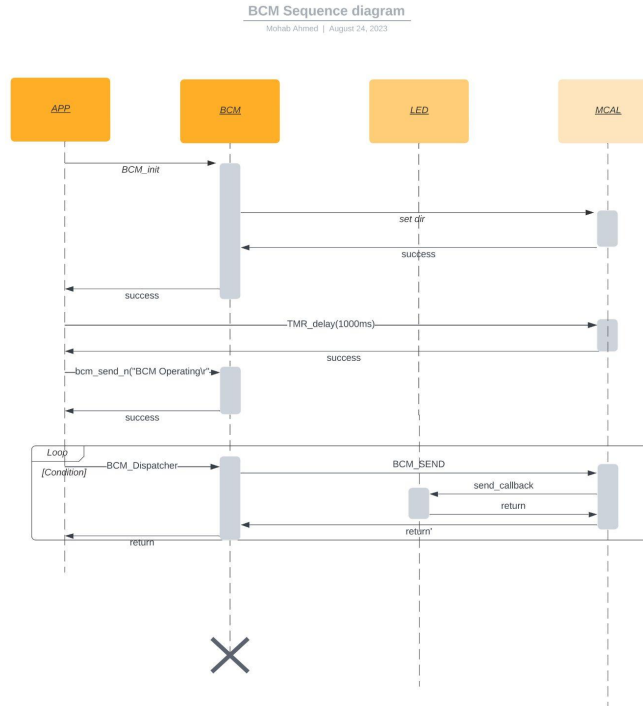 BCM Sequence diagram
Mohab Ahmed | August 24, 2023
APP
BCM
LED
MCAL
BCM_init
set dir
success
success
TMR_delay(1000ms)
success
bcm_send_n("BCM Operating\r"
success
Loop
[Condition]
BCM_Dispatcher
BCM_SEND
send_callback
return
return'
return